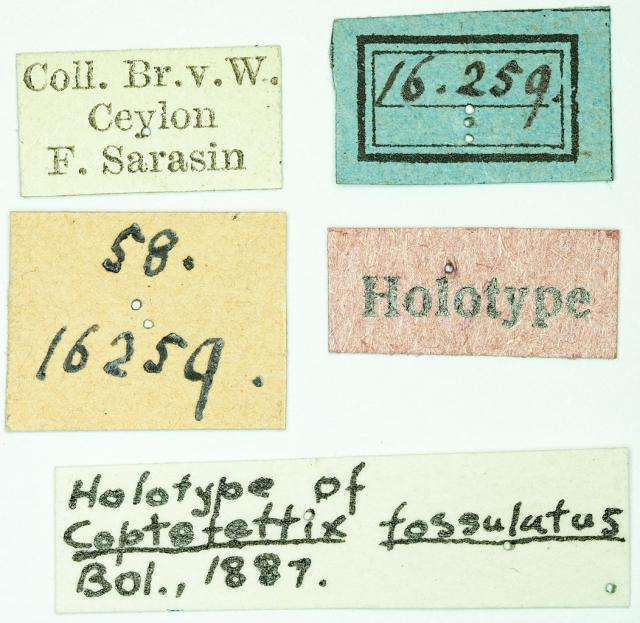 Coll. Br. v. W.
Ceylon
F. Sarasin
16.259.
58.
16259.
Holotype
Holotype of
Coptotettix fossulatus
Bol., 1887.